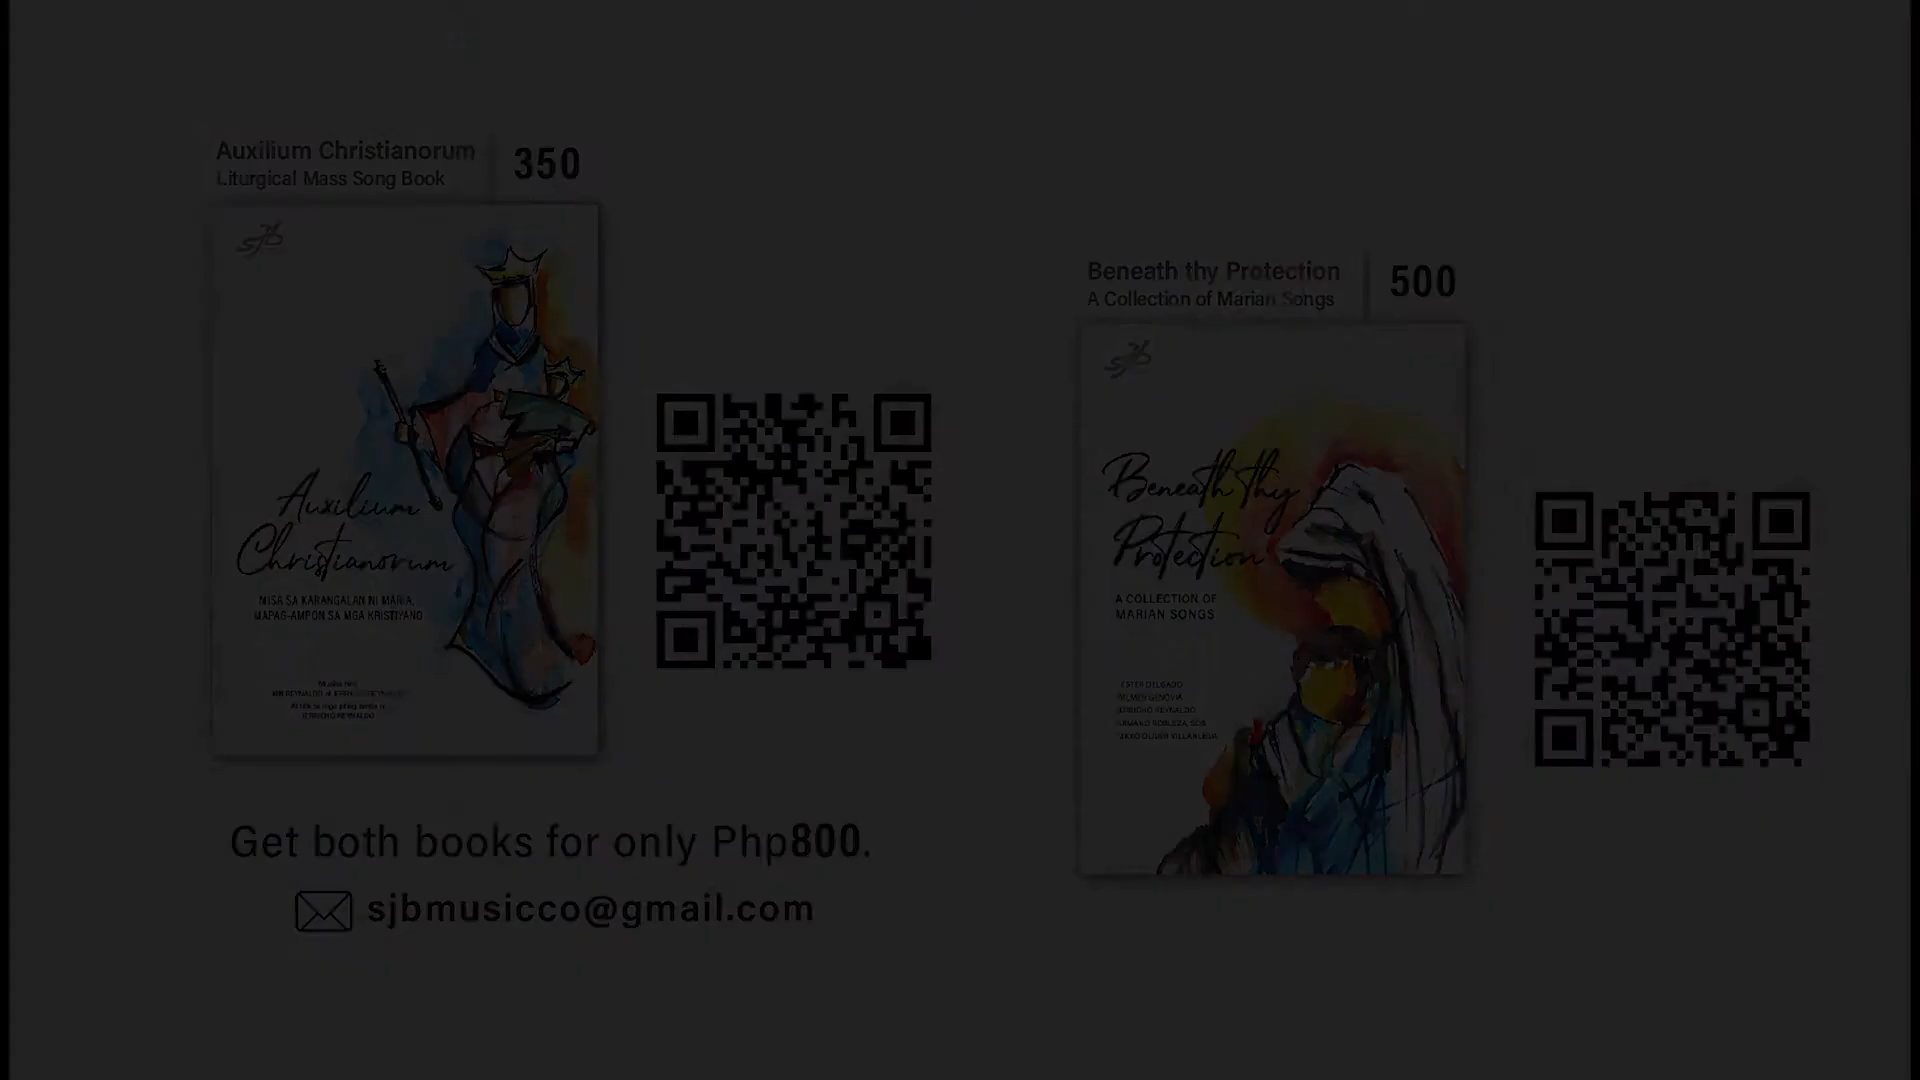 Auxilium Christianorum
Liturgical Mass Song Book
350
sjb
Auxilium
Christianorum
MISA SA KARANGALAN NI MARIA,
MAPAG-AMPON SA MGA KRISTIYANO
Get both books for only Php800.
sjbmusicco@gmail.com
Beneath thy Protection
A Collection of Marian Songs
500
sjb
Beneath thy
Protection
A COLLECTION OF
MARIAN SONGS